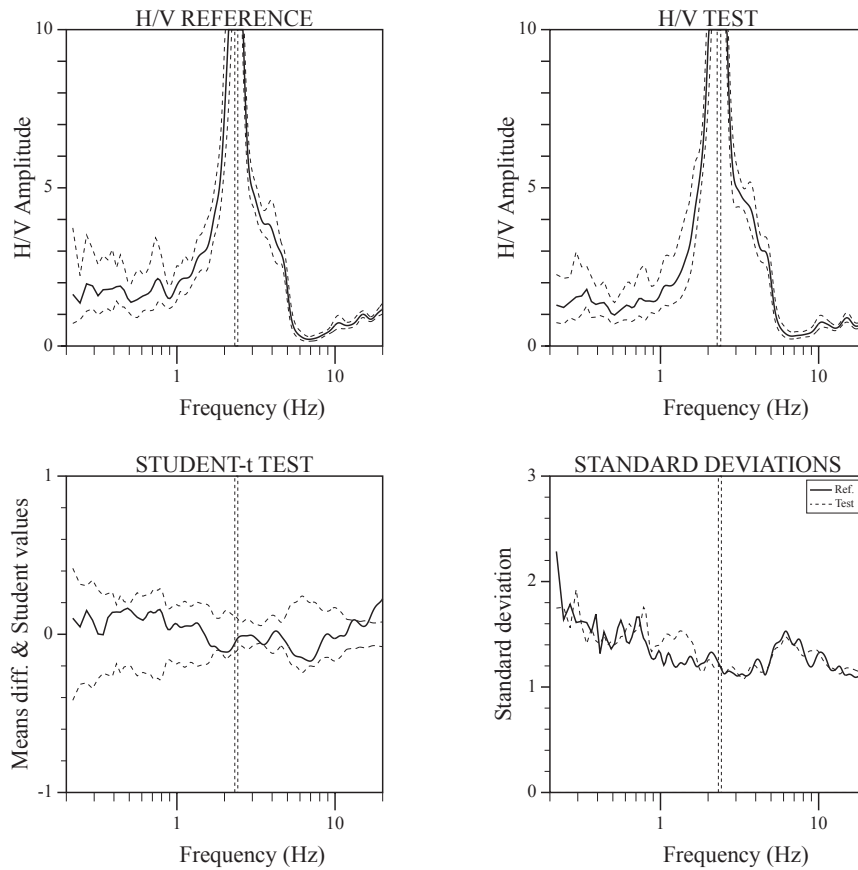 H/V REFERENCE
10
5
0
H/V Amplitude
1
10
Frequency (Hz)
H/V TEST
10
5
0
H/V Amplitude
1
10
Frequency (Hz)
STUDENT-t TEST
1
0
-1
Means diff. & Student values
1
10
Frequency (Hz)
STANDARD DEVIATIONS
3
2
1
0
Standard deviation
Ref.
Test
1
10
Frequency (Hz)